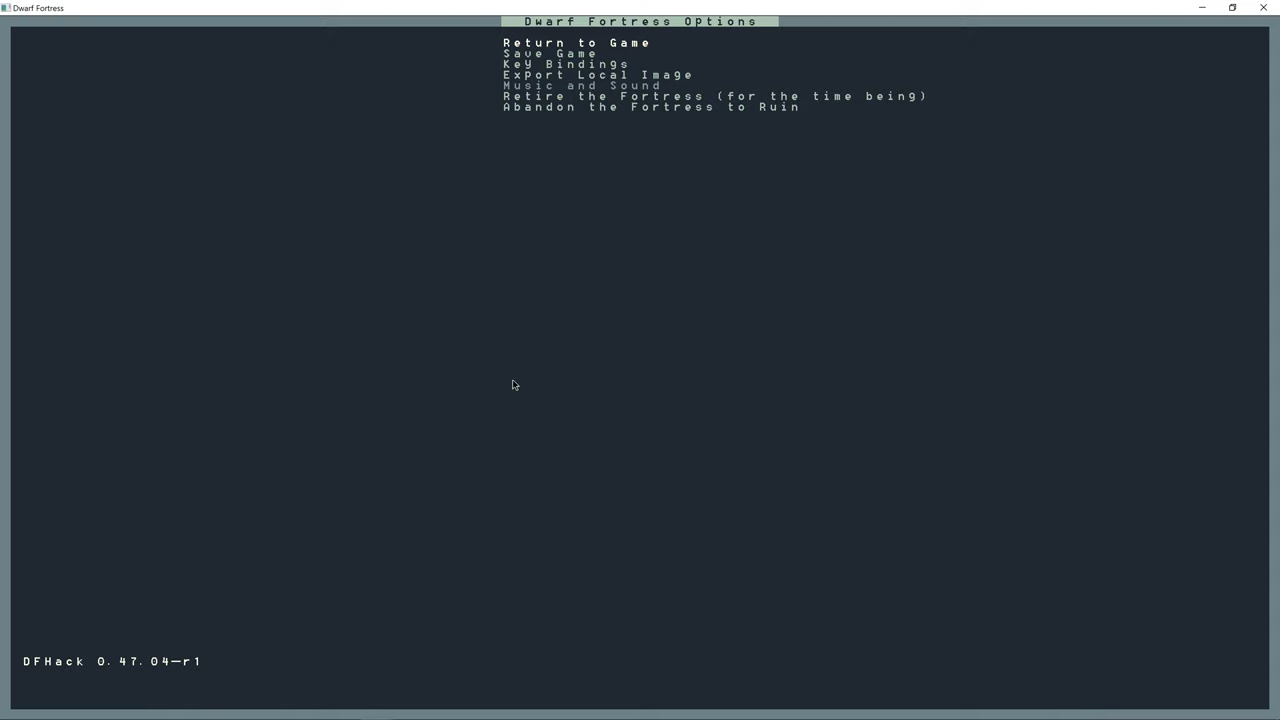 Dwarf Fortress
Dwarf Fortress Options
Return to Game
Save Game
Key Bindings
Export Local Image
Music and Sound
Retire the Fortress (for the time being)
Abandon the Fortress to Ruin
DFHack 0.47.04—r1